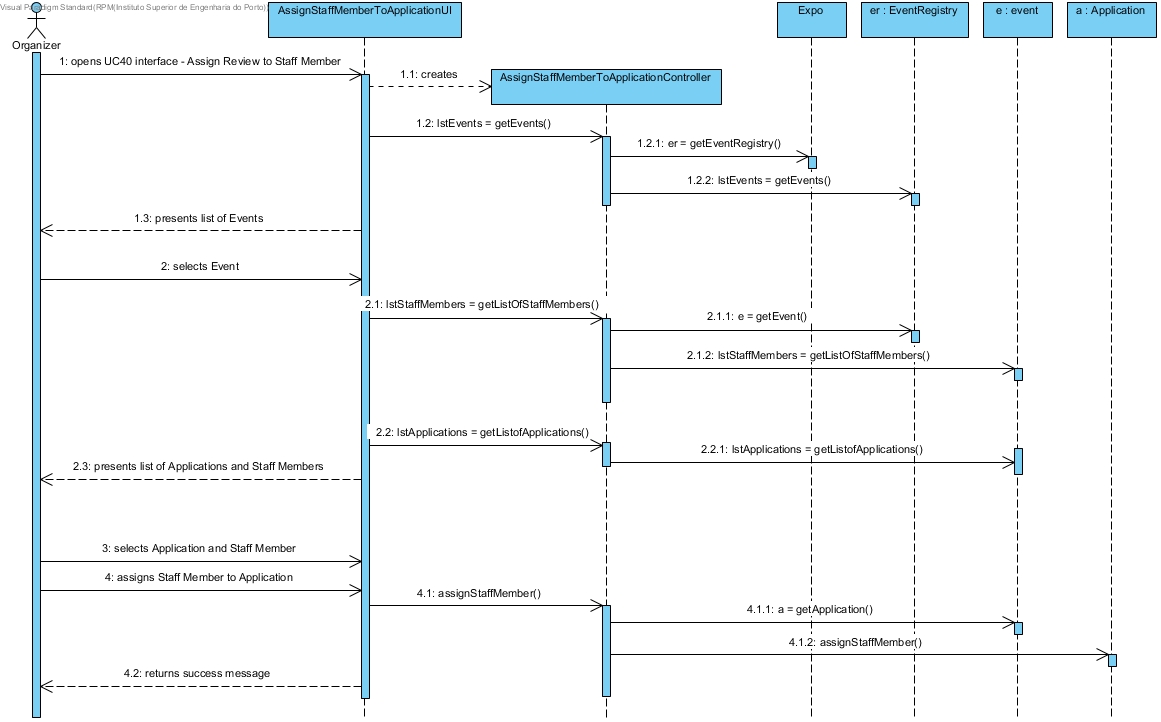 Visual Paradigm Standard(RPM(Instituto Superior de Engenharia do Porto)
Organizer
AssignStaffMemberToApplicationUI
Expo
er : EventRegistry
e : event
a : Application
1: opens UC40 interface - Assign Review to Staff Member
1.1: creates
AssignStaffMemberToApplicationController
1.2: lstEvents = getEvents()
1.2.1: er = getEventRegistry()
1.2.2: lstEvents = getEvents()
1.3: presents list of Events
2: selects Event
2.1: lstStaffMembers = getListOfStaffMembers()
2.1.1: e = getEvent()
2.1.2: lstStaffMembers = getListOfStaffMembers()
2.2: lstApplications = getListofApplications()
2.2.1: lstApplications = getListofApplications()
2.3: presents list of Applications and Staff Members
3: selects Application and Staff Member
4: assigns Staff Member to Application
4.1: assignStaffMember()
4.1.1: a = getApplication()
4.1.2: assignStaffMember()
4.2: returns success message